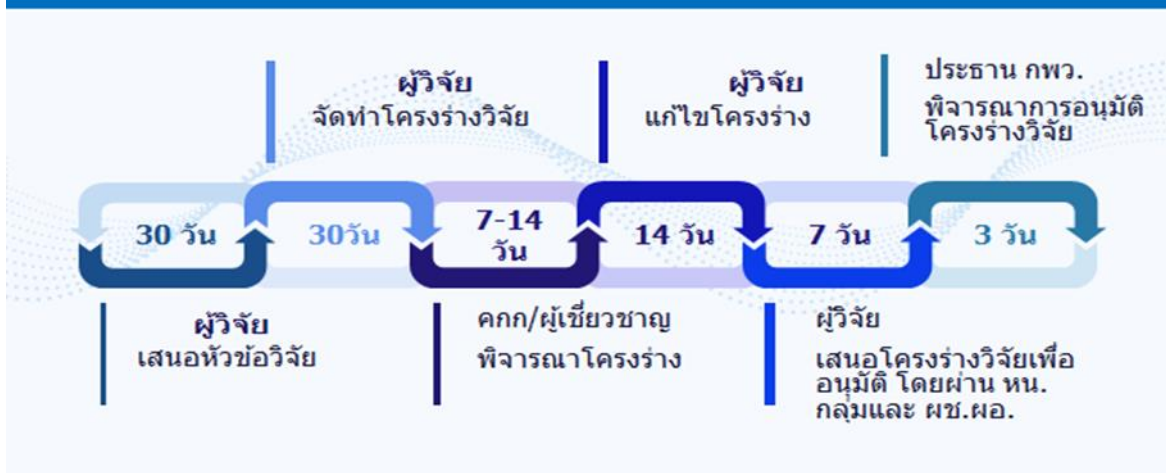 ผู้วิจัย
จัดทำโครงร่างวิจัย
ผู้วิจัย
แก้ไขโครงร่าง
ประธาน กพว.
พิจารณาการอนุมัติ
โครงร่างวิจัย
30 วัน
30วัน
7-14
วัน
14 วัน
7 วัน
3 วัน
ผู้วิจัย
เสนอหัวข้อวิจัย
คกก/ผู้เชี่ยวชาญ
พิจารณาโครงร่าง
ผู้วิจัย
เสนอโครงร่างวิจัยเพื่อ
อนุมัติ โดยผ่าน หน.
กลุ่มและ ผช.ผอ.